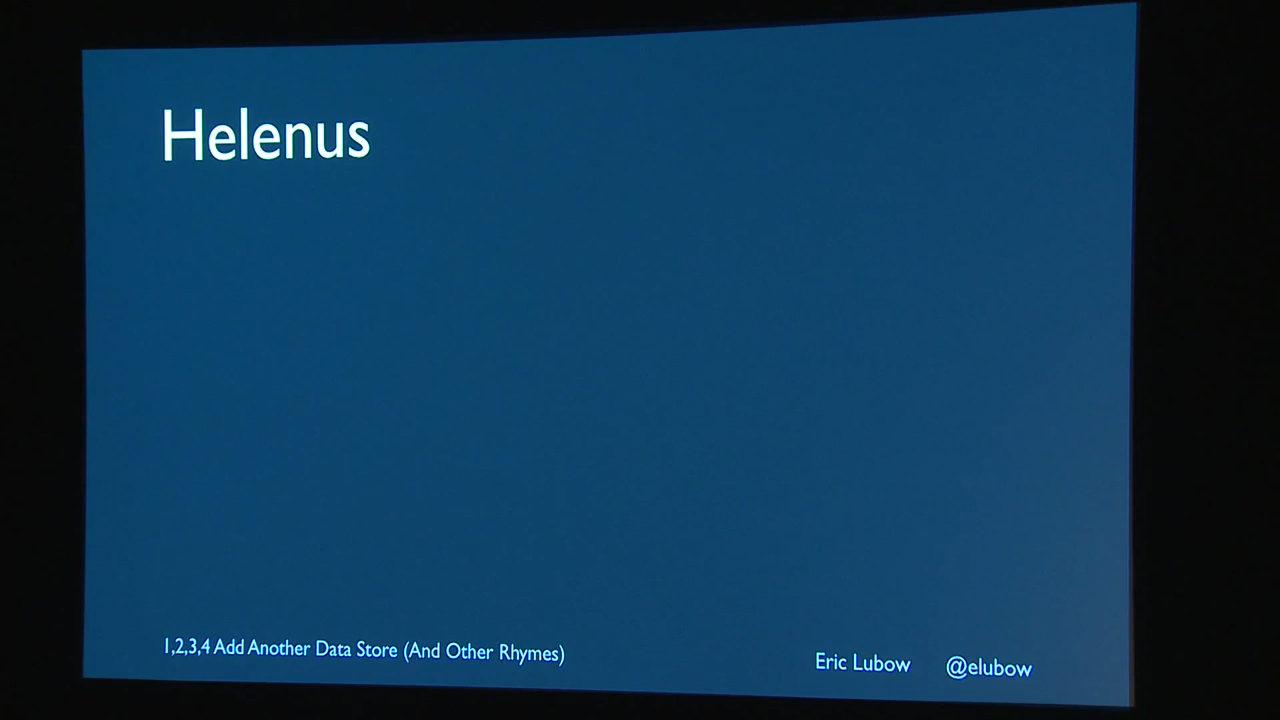 Helenus
1,2,3,4 Add Another Data Store (And Other Rhymes)
Eric Lubow @elubow